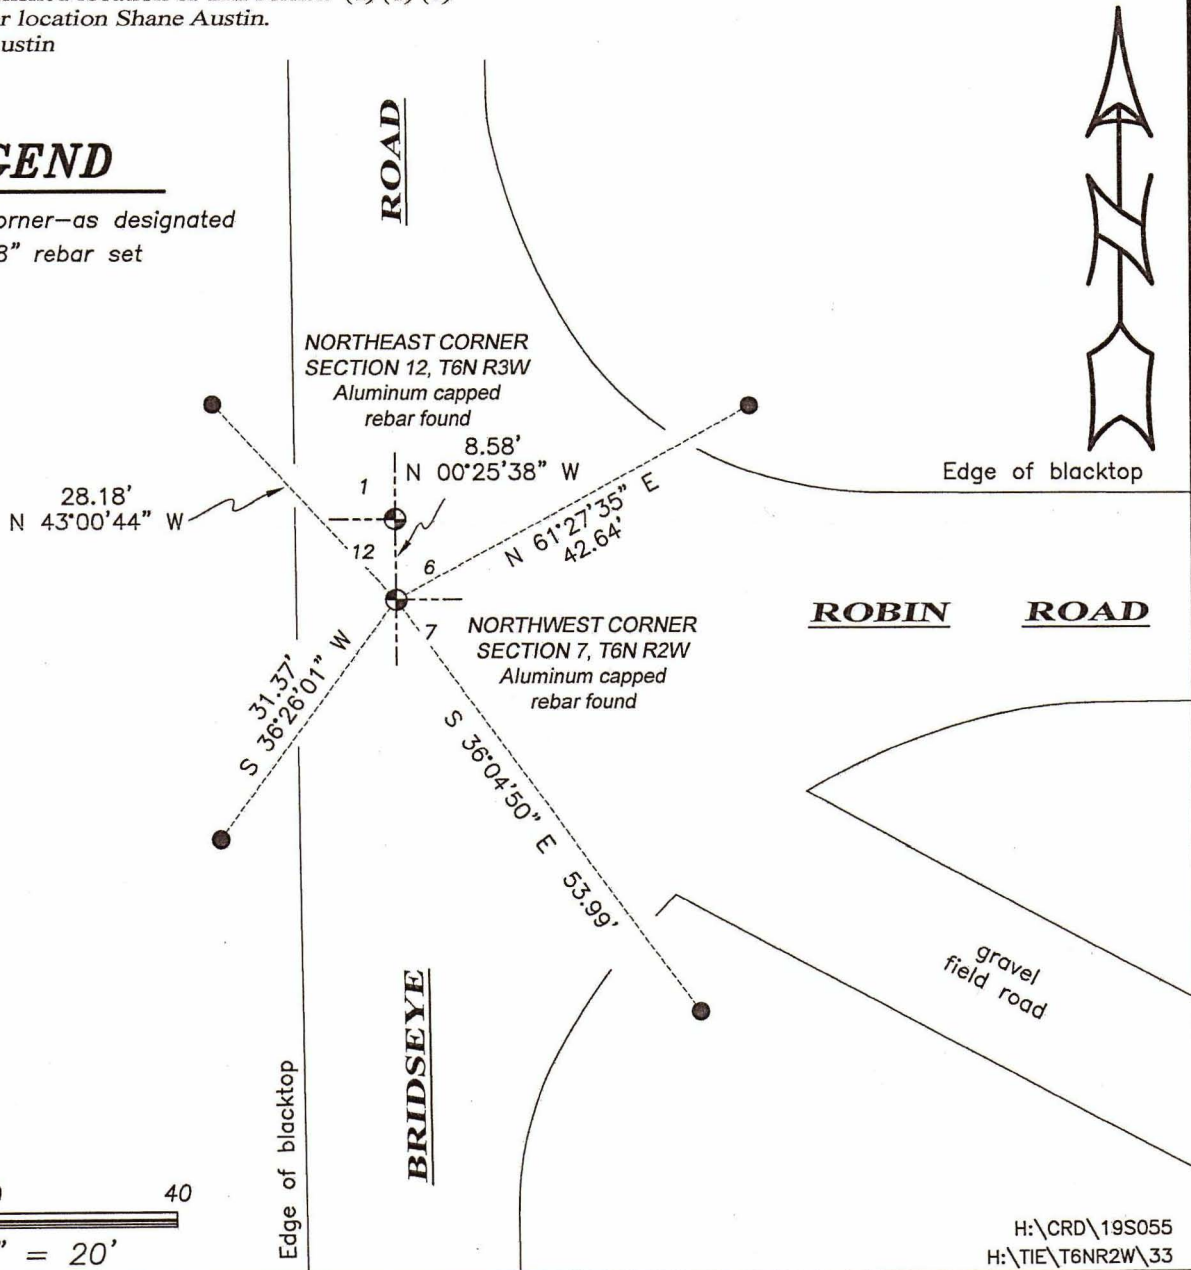 r location Shane Austin.
ustin
GEND
orner—as designated
8" rebar set
ROAD
NORTHEAST CORNER
SECTION 12, T6N R3W
Aluminum capped
rebar found
8.58'
N 00°25'38" W
28.18'
N 43°00'44" W
1
12
6
7
N 61°27'35" E
42.64'
Edge of blacktop
ROBIN ROAD
NORTHWEST CORNER
SECTION 7, T6N R2W
Aluminum capped
rebar found
31.37'
S 36°26'01" W
S 36°04'50" E 53.99'
gravel
field road
BRIDSEYE
Edge of blacktop
40
" = 20'
H:\CRD\19S055
H:\TIE\T6NR2W\33
N